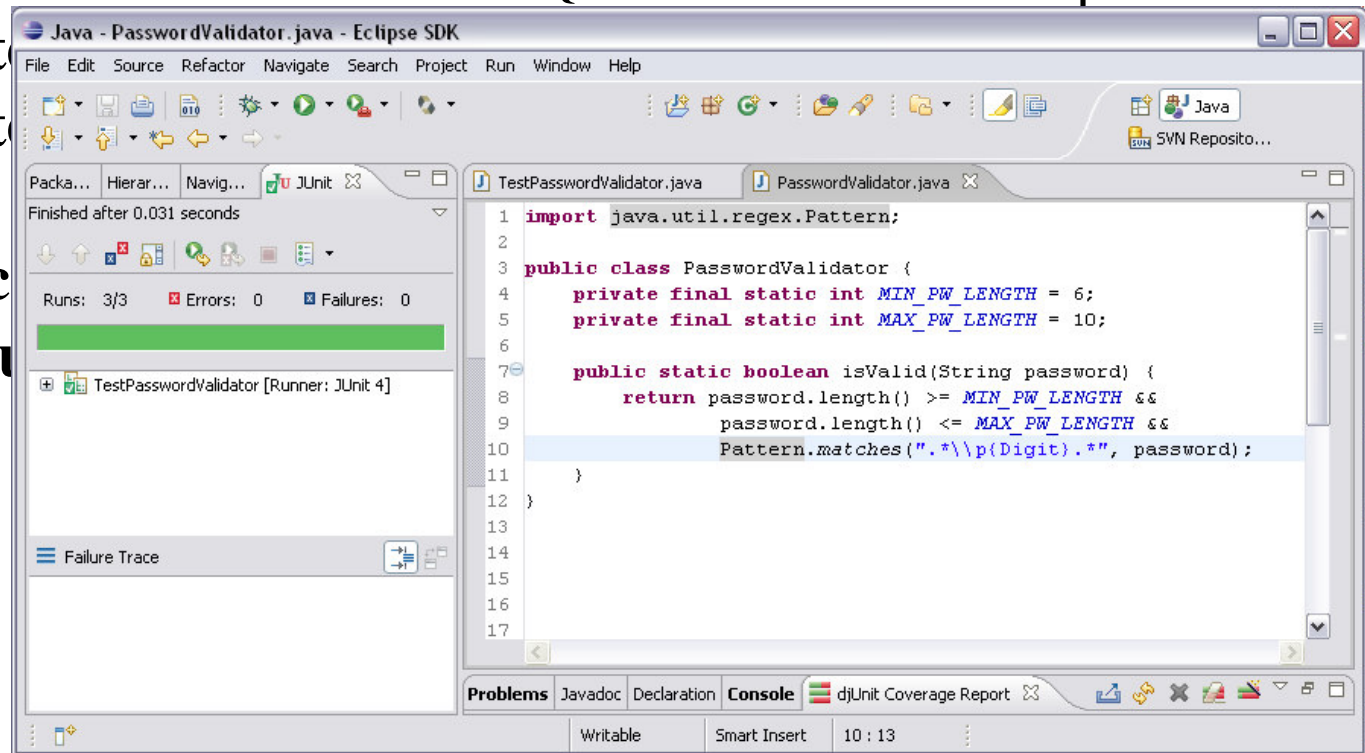 Java - PasswordValidator.java - Eclipse SDK
File Edit Source Refactor Navigate Search Project Run Window Help
Java
SVN Reposito...
Packa... Hierar... Navig... JUnit
Finished after 0.031 seconds
Runs: 3/3 Errors: 0 Failures: 0
TestPasswordValidator [Runner: JUnit 4]
Failure Trace
TestPasswordValidator.java PasswordValidator.java
1 import java.util.regex.Pattern;
2
3 public class PasswordValidator {
4 private final static int MIN_PW_LENGTH = 6;
5 private final static int MAX_PW_LENGTH = 10;
6
7 public static boolean isValid(String password) {
8 return password.length() >= MIN_PW_LENGTH &&
9 password.length() <= MAX_PW_LENGTH &&
10 Pattern.matches(".*\\p{Digit}.*", password);
11 }
12 }
13
14
15
16
17
Problems Javadoc Declaration Console djUnit Coverage Report
Writable Smart Insert 10 : 13